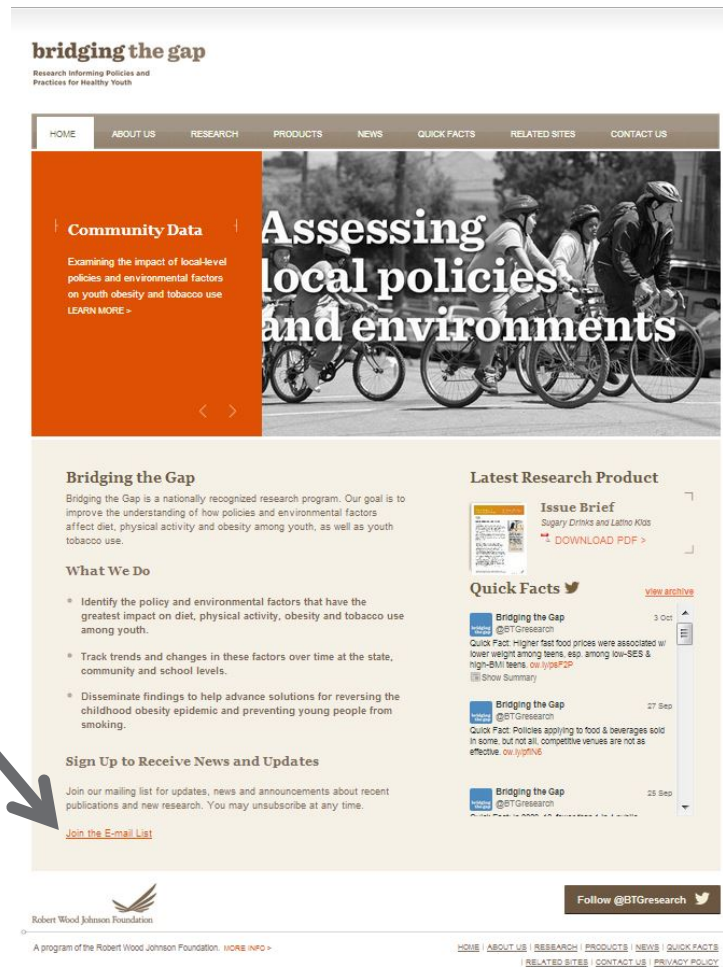 bridging the gap
Research Informing Policies and
Practices for Healthy Youth
HOME ABOUT US RESEARCH PRODUCTS NEWS QUICK FACTS RELATED SITES CONTACT US
Community Data
Examining the impact of local-level
policies and environmental factors
on youth obesity and tobacco use
LEARN MORE >
Assessing
local policies
and environments
Bridging the Gap
Bridging the Gap is a nationally recognized research program. Our goal is to
improve the understanding of how policies and environmental factors
affect diet, physical activity and obesity among youth, as well as youth
tobacco use.
What We Do
Identify the policy and environmental factors that have the
greatest impact on diet, physical activity, obesity and tobacco use
among youth.
Track trends and changes in these factors over time at the state,
community and school levels.
Disseminate findings to help advance solutions for reversing the
childhood obesity epidemic and preventing young people from
smoking.
Sign Up to Receive News and Updates
Join our mailing list for updates, news and announcements about recent
publications and new research. You may unsubscribe at any time.
Join the E-mail List
Latest Research Product
Issue Brief
Sugary Drinks and Latino Kids
DOWNLOAD PDF >
Quick Facts
view archive
Bridging the Gap 3 Oct
@BTGresearch
Quick Fact: Higher fast food prices were associated w/
lower weight among teens, esp. among low-SES &
high-BMI teens. ow.ly/psF2P
Show Summary
Bridging the Gap 27 Sep
@BTGresearch
Quick Fact: Policies applying to food & beverages sold
in some, but not all, competitive venues are not as
effective. ow.ly/pflN6
Bridging the Gap 25 Sep
@BTGresearch
Robert Wood Johnson Foundation
Follow @BTGresearch
A program of the Robert Wood Johnson Foundation. MORE INFO >
HOME | ABOUT US | RESEARCH | PRODUCTS | NEWS | QUICK FACTS
| RELATED SITES | CONTACT US | PRIVACY POLICY